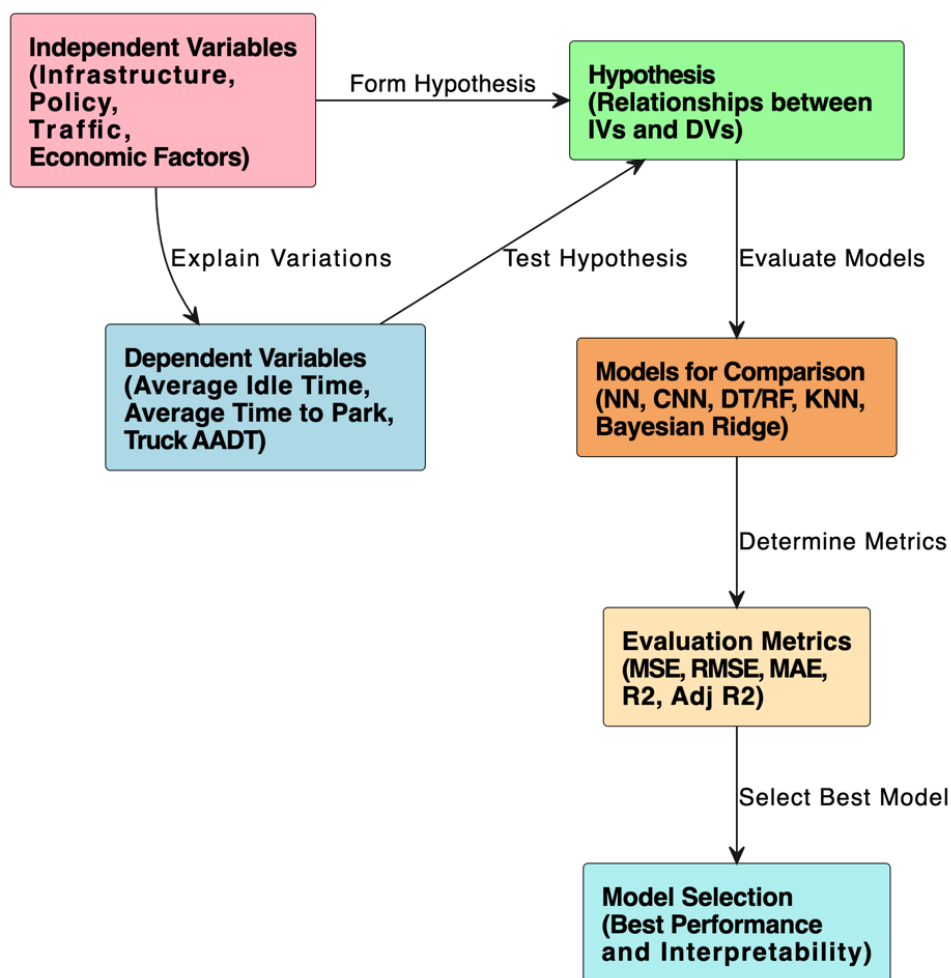 Independent Variables
(Infrastructure,
Policy,
Traffic,
Economic Factors)
Form Hypothesis
Hypothesis
(Relationships between
IVs and DVs)
Explain Variations
Test Hypothesis
Evaluate Models
Dependent Variables
(Average Idle Time,
Average Time to Park,
Truck AADT)
Models for Comparison
(NN, CNN, DT/RF, KNN,
Bayesian Ridge)
Determine Metrics
Evaluation Metrics
(MSE, RMSE, MAE,
R2, Adj R2)
Select Best Model
Model Selection
(Best Performance
and Interpretability)